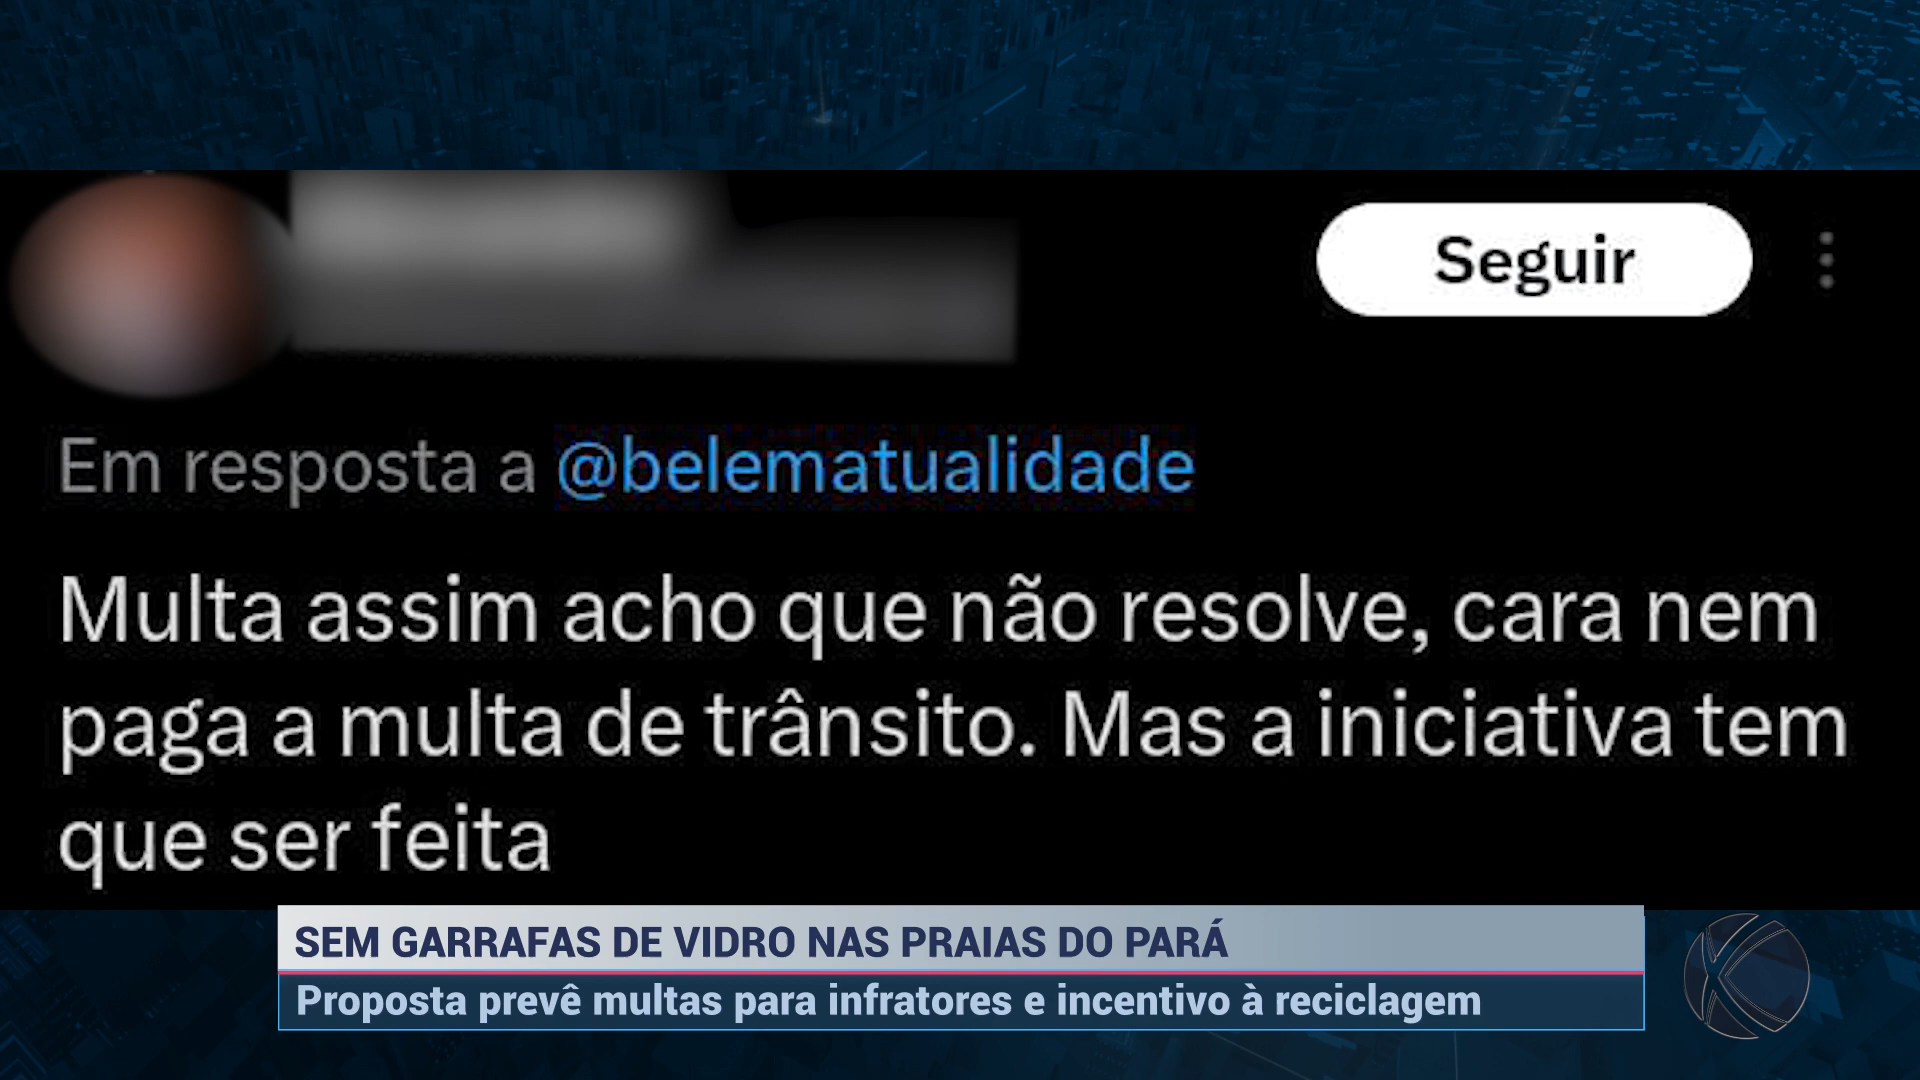 Seguir
Em resposta a @belematualidade
Multa assim acho que não resolve, cara nem
paga a multa de trânsito. Mas a iniciativa tem
que ser feita
SEM GARRAFAS DE VIDRO NAS PRAIAS DO PARÁ
Proposta prevê multas para infratores e incentivo à reciclagem